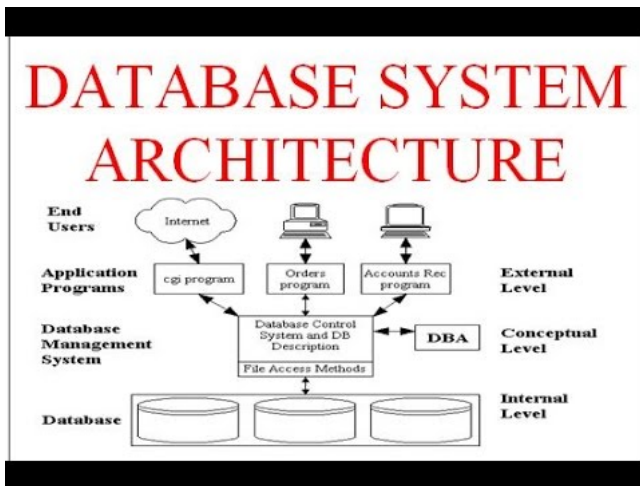 DATABASE SYSTEM
ARCHITECTURE
End
Users
Internet
Application
Programs
cgi program
Orders
program
Accounts Rec
program
External
Level
Database
Management
System
Database Control
System and DB
Description
File Access Methods
DBA
Conceptual
Level
Database
Internal
Level